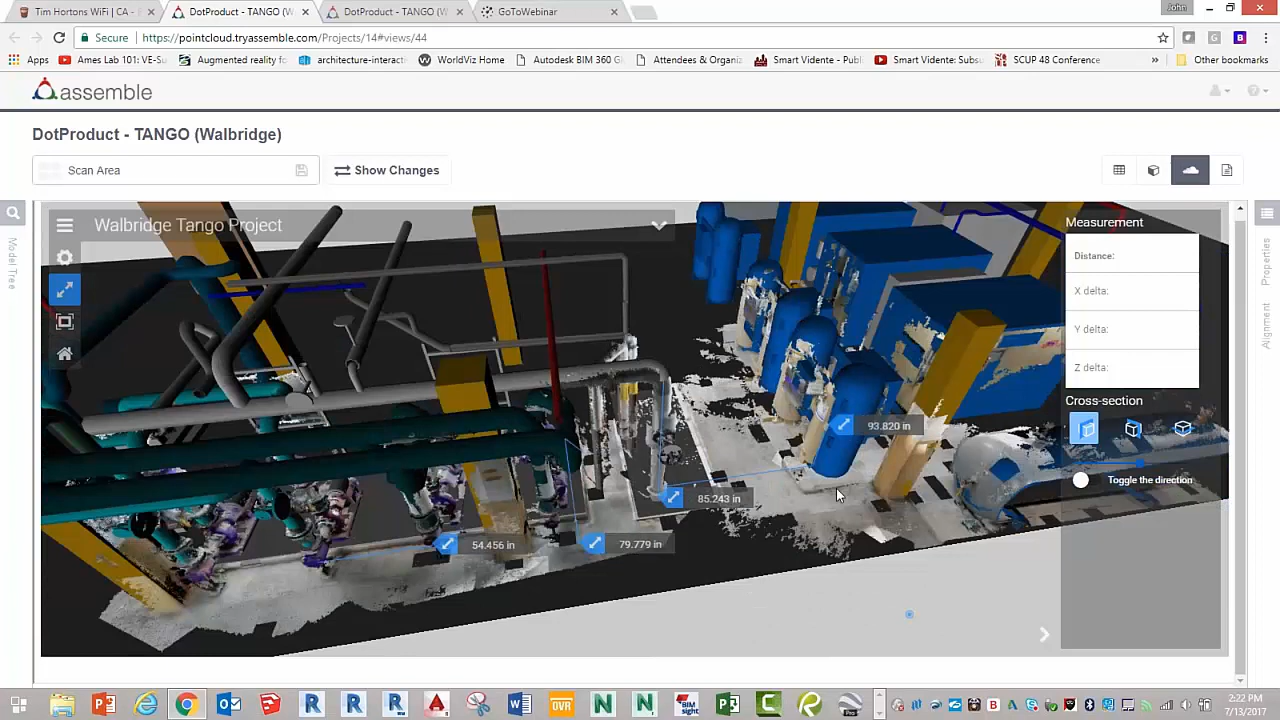 Tim Hortons WiFi | CA - I
DotProduct - TANGO (W
DotProduct - TANGO (W
GoToWebinar
John
Secure
https://pointcloud.tryassemble.com/Projects/14#views/44
Apps
Ames Lab 101: VE-Su
Augmented reality fo
architecture-interact
WorldViz Home
Autodesk BIM 360 Gl
Attendees & Organiz
Smart Vidente - Publ
Smart Vidente: Subs
SCUP 48 Conference
»
Other bookmarks
assemble
DotProduct - TANGO (Walbridge)
Scan Area
Show Changes
Model Tree
Walbridge Tango Project
Measurement
Distance:
X delta:
Y delta:
Z delta:
Cross-section
Toggle the direction
Properties
Alignment
93.820 in
85.243 in
54.456 in
79.779 in
2:22 PM
7/13/2017